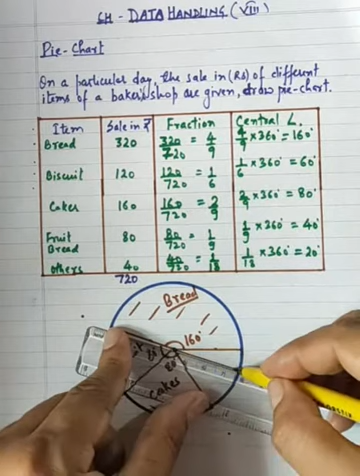 CH - DATA HANDLING (VIII)
Pie-Chart
On a particular day, the sale in (Rs) of different
items of a baker's shop are given, draw pie-chart.
Item Sale in ₹ Fraction Central ∠.
Bread 320 320/720 = 4/9 4/9 × 360° = 160°
Biscuit 120 120/720 = 1/6 1/6 × 360° = 60°
Cakes 160 160/720 = 2/9 2/9 × 360° = 80°
Fruit Bread 80 80/720 = 1/9 1/9 × 360° = 40°
Others 40 40/720 = 1/18 1/18 × 360° = 20°
720
Bread
160°
80°
Cakes